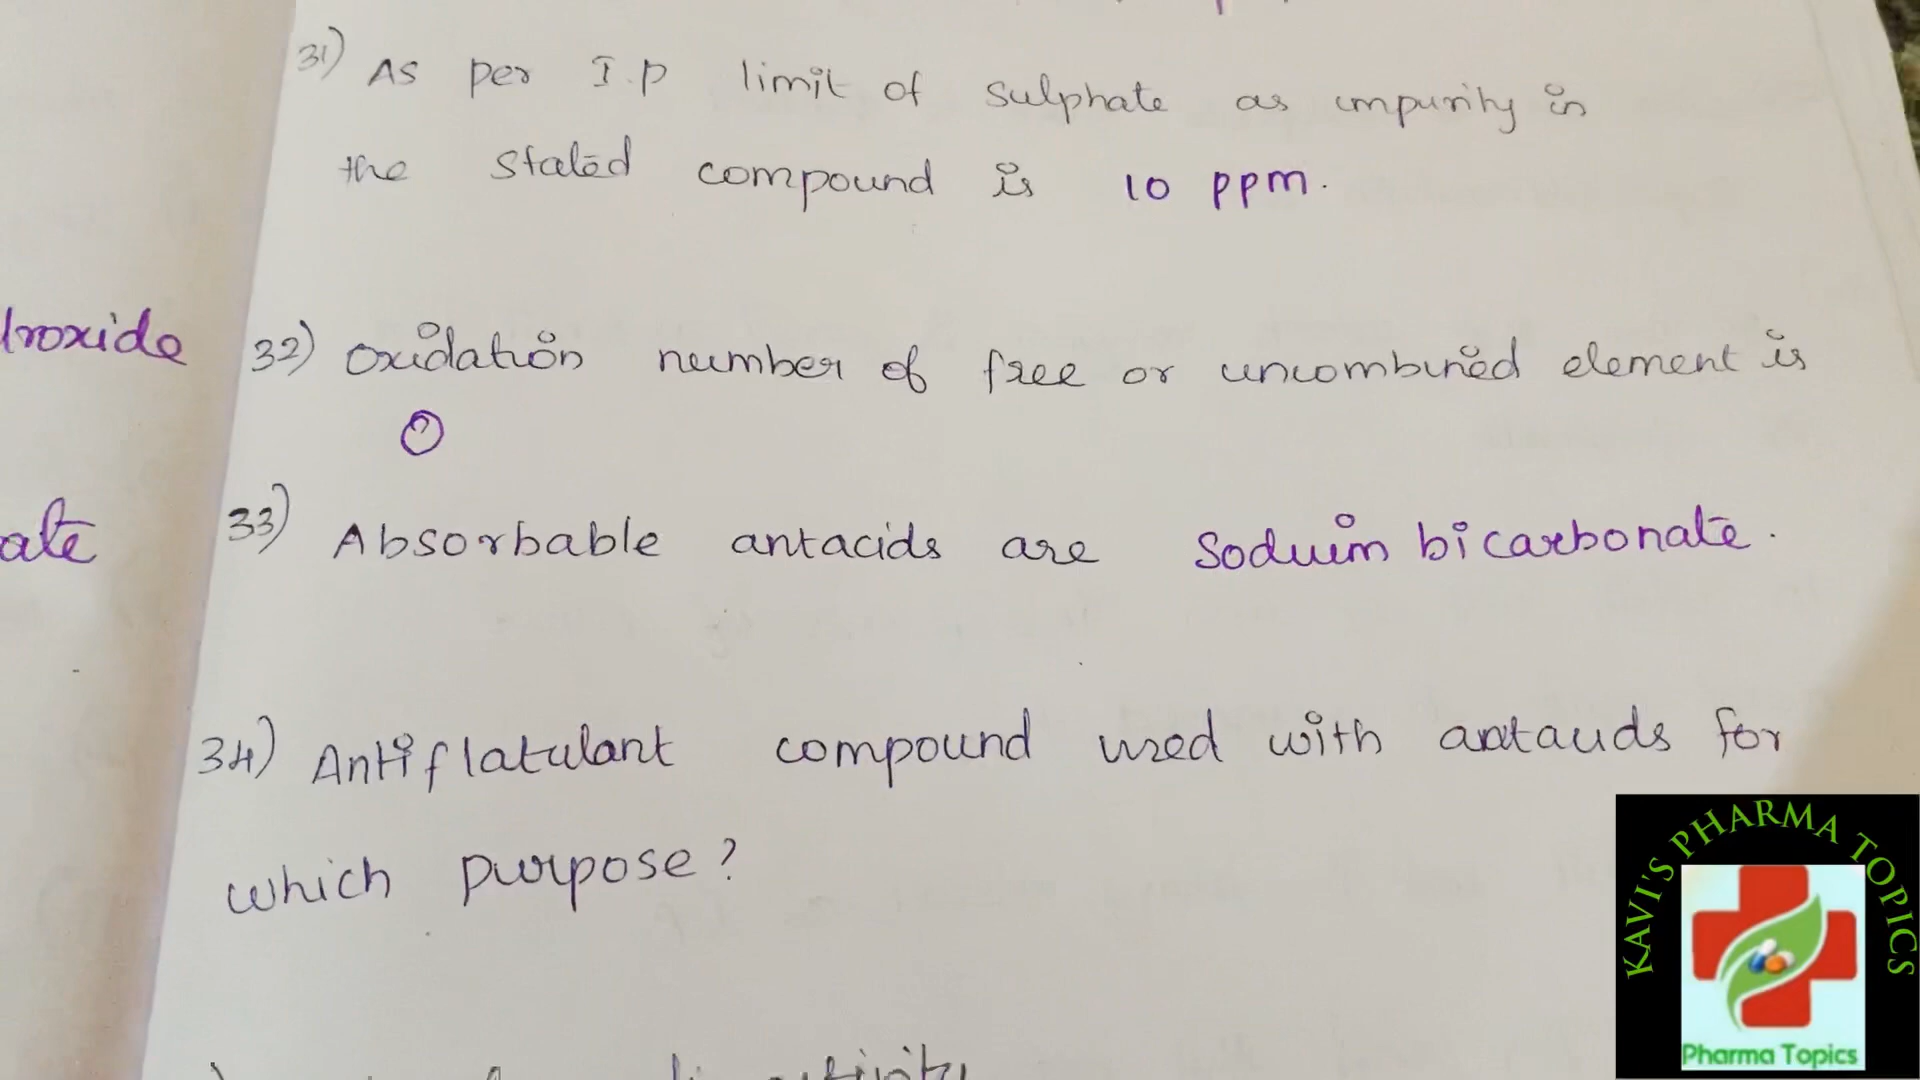 31) As per I.p limit of sulphate as impurity in
the stated compound is 10 ppm.
droxide
32) Oxidation number of free or uncombined element is
0
ate
33) Absorbable antacids are Sodium bicarbonate.
34) Antiflatulant compound used with antacids for
which purpose?
KAVI'S PHARMA TOPICS
Pharma Topics